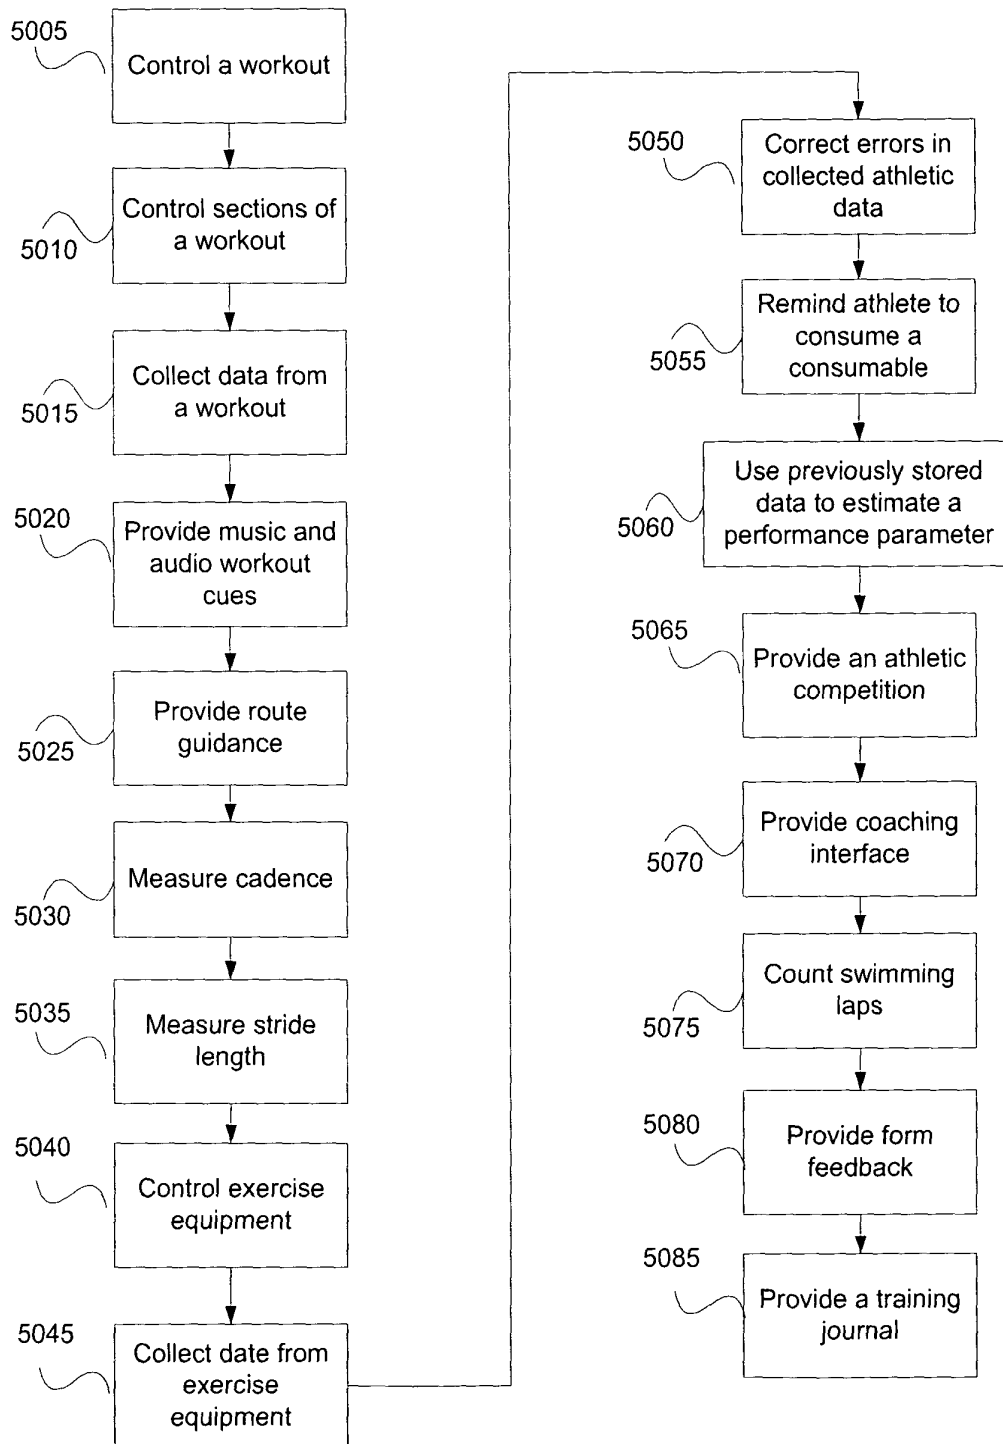 5005
Control a workout
5010
Control sections of
a workout
5015
Collect data from
a workout
5020
Provide music and
audio workout
cues
5025
Provide route
guidance
5030
Measure cadence
5035
Measure stride
length
5040
Control exercise
equipment
5045
Collect date from
exercise
equipment
5050
Correct errors in
collected athletic
data
5055
Remind athlete to
consume a
consumable
5060
Use previously stored
data to estimate a
performance parameter
5065
Provide an athletic
competition
5070
Provide coaching
interface
5075
Count swimming
laps
5080
Provide form
feedback
5085
Provide a training
journal